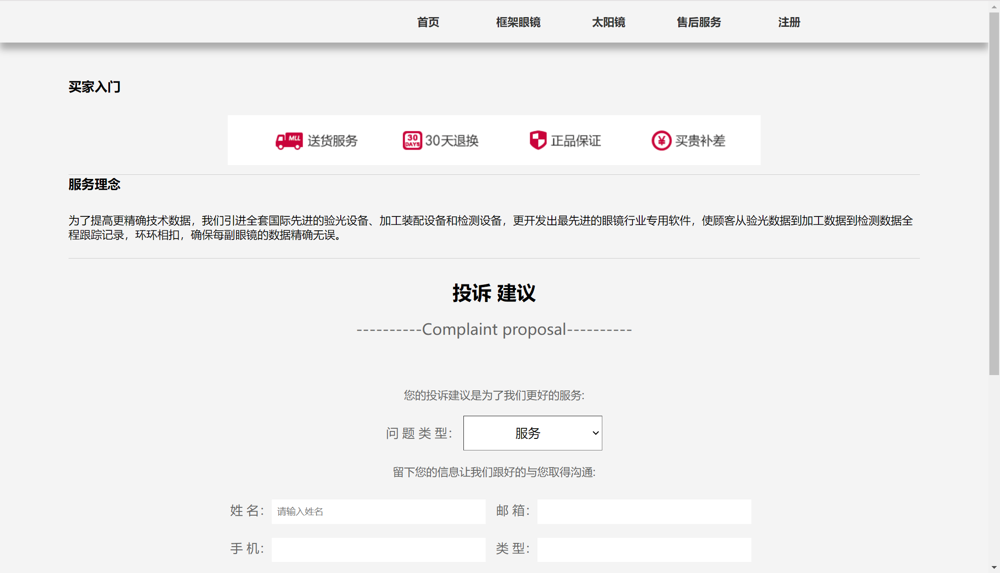 首页 框架眼镜 太阳镜 售后服务 注册
买家入门
MLL 送货服务 30 DAYS 30天退换 正品保证 ¥ 买贵补差
服务理念
为了提高更精确技术数据，我们引进全套国际先进的验光设备、加工装配设备和检测设备，更开发出最先进的眼镜行业专用软件，使顾客从验光数据到加工数据到检测数据全
程跟踪记录，环环相扣，确保每副眼镜的数据精确无误。
投诉 建议
----------Complaint proposal----------
您的投诉建议是为了我们更好的服务:
问 题 类 型： 服务
留下您的信息让我们跟好的与您取得沟通:
姓 名： 请输入姓名 邮 箱：
手 机： 类 型：